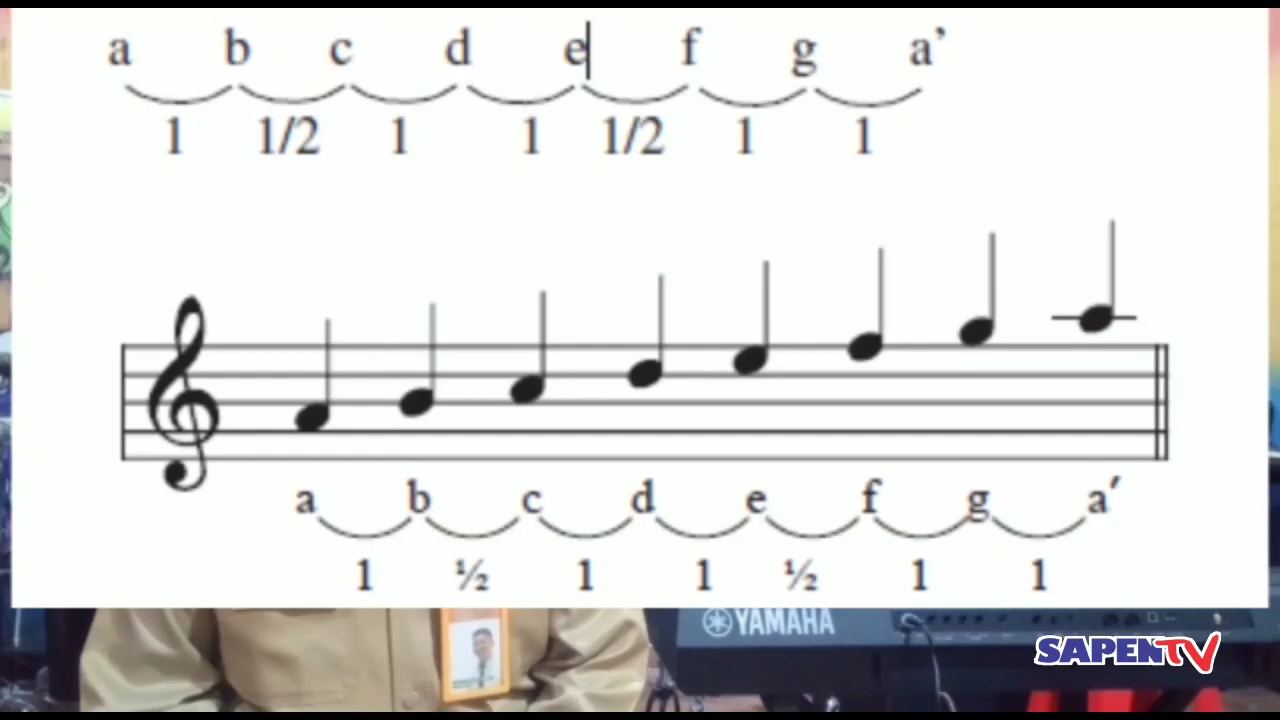 a b c d e f g a’
1 1/2 1 1 1/2 1 1
a b c d e f g a′
1 ½ 1 1 ½ 1 1
YAMAHA
SAPENTV